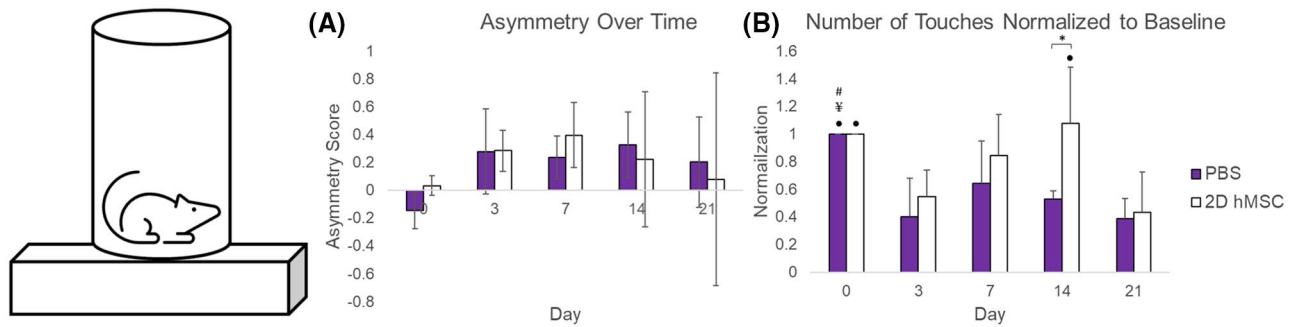 (A)
Asymmetry Over Time
1
0.8
0.6
0.4
0.2
0
-0.2
-0.4
-0.6
-0.8
Asymmetry Score
0 3 7 14 21
Day
(B)
Number of Touches Normalized to Baseline
1.6
1.4
1.2
1
0.8
0.6
0.4
0.2
0
Normailzation
#
¥
• •
*
•
0 3 7 14 21
Day
PBS
2D hMSC